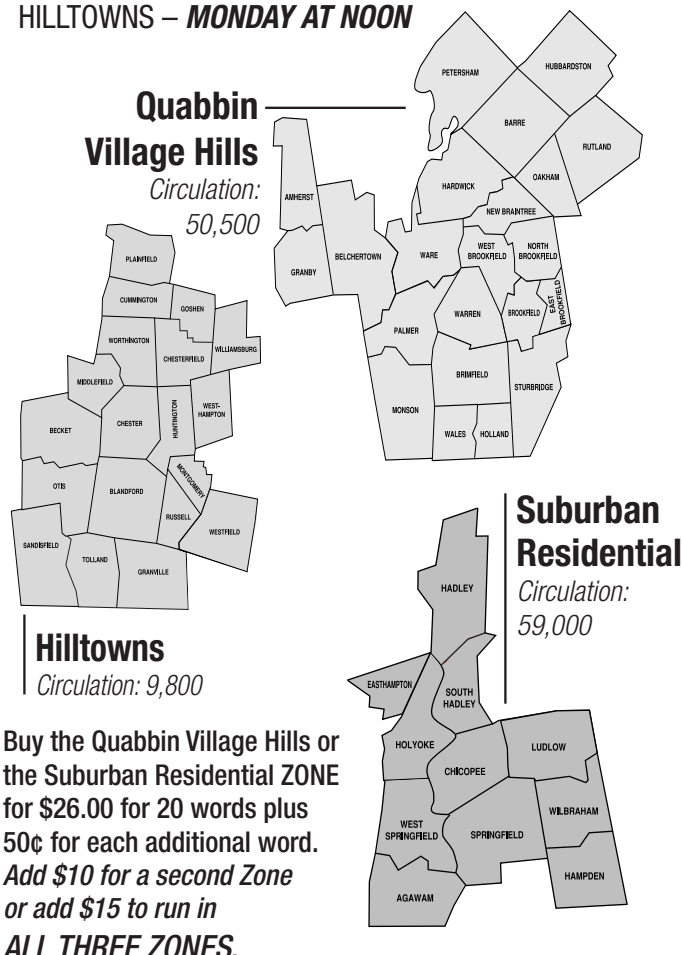 HILLTOWNS – MONDAY AT NOON
Quabbin
Village Hills
Circulation:
50,500
PETERSHAM
HUBBARDSTON
BARRE
RUTLAND
HARDWICK
OAKHAM
NEW BRAINTREE
AMHERST
BELCHERTOWN
GRANBY
WARE
WEST
BROOKFIELD
NORTH
BROOKFIELD
EAST
BROOKFIELD
BROOKFIELD
WARREN
PALMER
BRIMFIELD
STURBRIDGE
MONSON
WALES
HOLLAND
PLAINFIELD
CUMMINGTON
GOSHEN
WORTHINGTON
CHESTERFIELD
WILLIAMSBURG
MIDDLEFIELD
BECKET
CHESTER
HUNTINGTON
WEST-
HAMPTON
OTIS
BLANDFORD
MONTGOMERY
RUSSELL
WESTFIELD
SANDISFIELD
TOLLAND
GRANVILLE
Hilltowns
Circulation: 9,800
Suburban
Residential
Circulation:
59,000
HADLEY
EASTHAMPTON
SOUTH
HADLEY
HOLYOKE
CHICOPEE
LUDLOW
WEST
SPRINGFIELD
SPRINGFIELD
WILBRAHAM
AGAWAM
HAMPDEN
Buy the Quabbin Village Hills or
the Suburban Residential ZONE
for $26.00 for 20 words plus
50¢ for each additional word.
Add $10 for a second Zone
or add $15 to run in
ALL THREE ZONES.